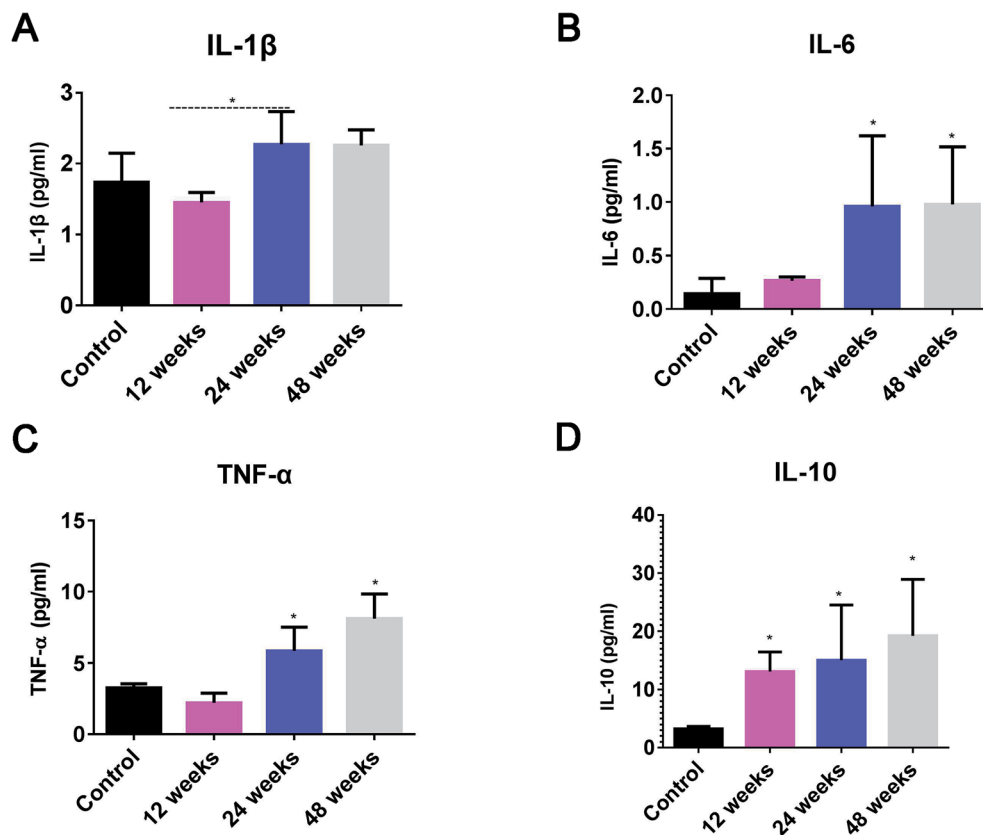 A
IL-1β
IL-1β (pg/ml)
3
2
1
0
*
Control
12 weeks
24 weeks
48 weeks
B
IL-6
IL-6 (pg/ml)
2.0
1.5
1.0
0.5
0.0
*
*
Control
12 weeks
24 weeks
48 weeks
C
TNF-α
TNF-α (pg/ml)
15
10
5
0
*
*
Control
12 weeks
24 weeks
48 weeks
D
IL-10
IL-10 (pg/ml)
40
30
20
10
0
*
*
*
Control
12 weeks
24 weeks
48 weeks